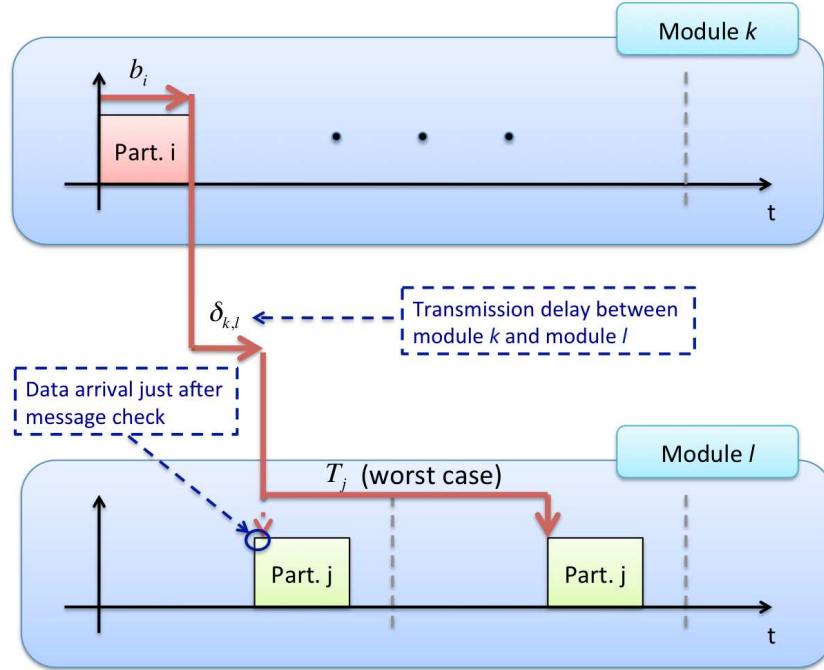 Module k
b_i
Part. i
t
δ_{k,l}
Transmission delay between
module k and module l
Data arrival just after
message check
Module l
T_j (worst case)
Part. j
Part. j
t